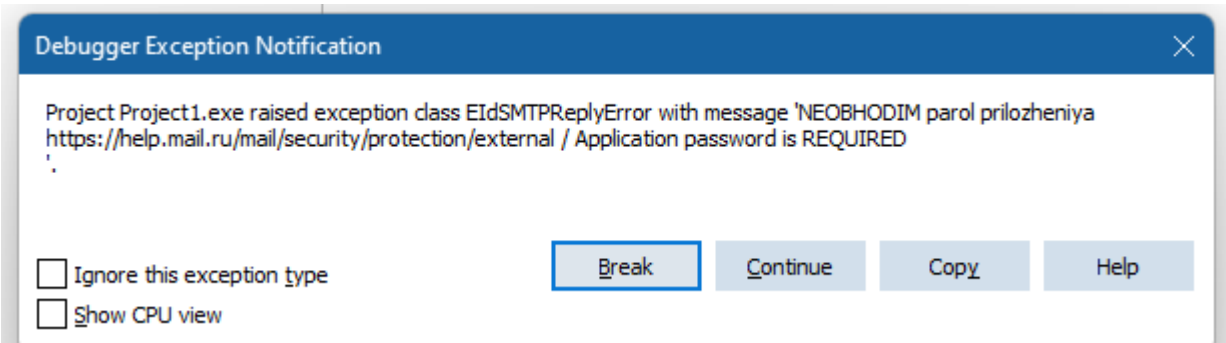 Debugger Exception Notification
Project Project1.exe raised exception class EIdSMTPReplyError with message 'NEOBHODIM parol prilozheniya
https://help.mail.ru/mail/security/protection/external / Application password is REQUIRED
'.
Ignore this exception type
Show CPU view
Break
Continue
Copy
Help